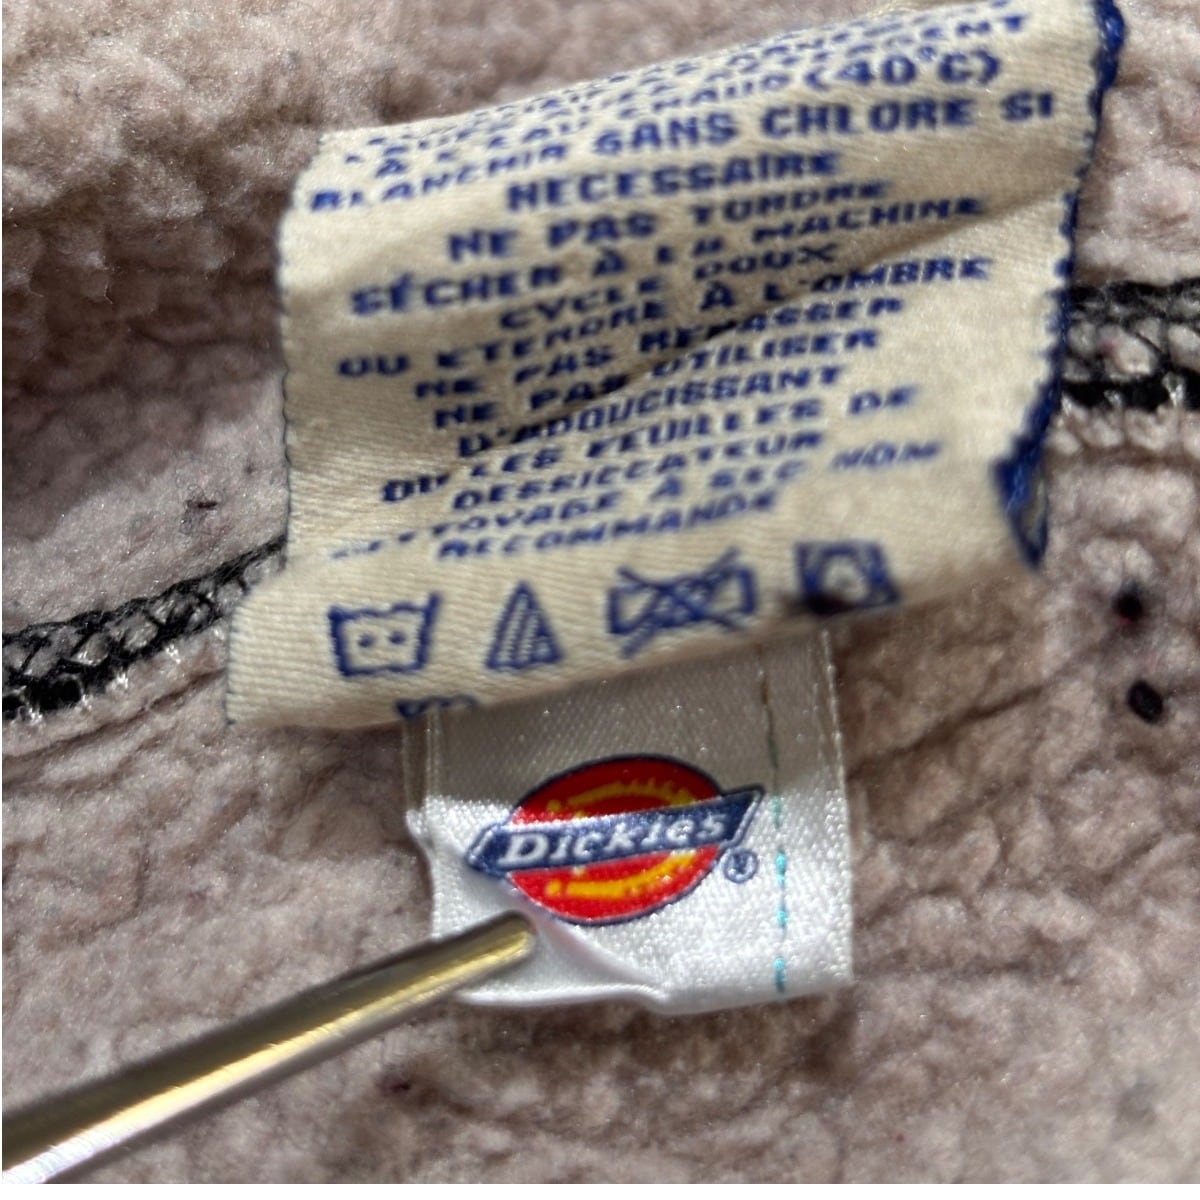 À L'EAU CHAUD (40°C)
BLANCHIR SANS CHLORE SI
NECESSAIRE
NE PAS TORDRE
SÉCHER À LA MACHINE
CYCLE DOUX
OU ETENDRE À L'OMBRE
NE PAS REPASSER
NE PAS UTILISER
D'ADOUCISSANT
OU LES FEUILLES DE
DESSICCATEUR
NETTOYAGE À SEC NON
RECOMMANDE
Dickies®